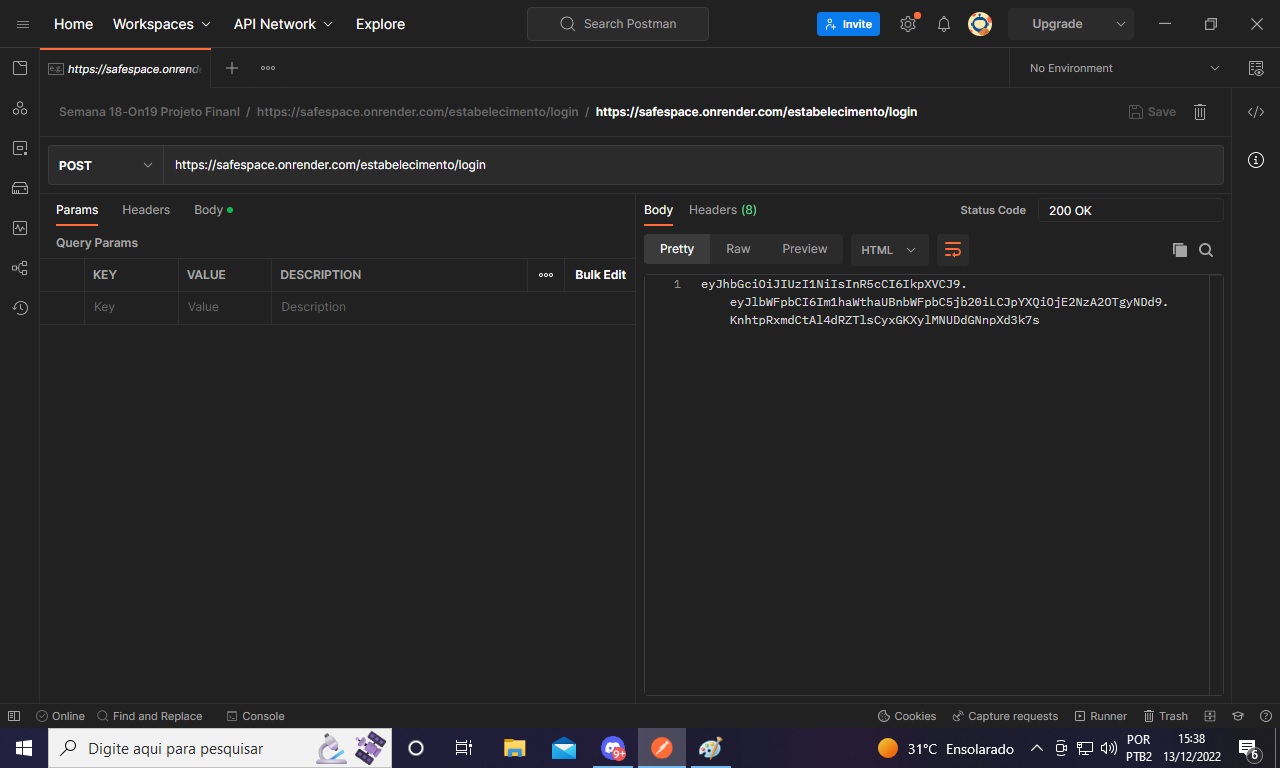 Home Workspaces API Network Explore Search Postman Invite Upgrade
e.g. https://safespace.onrend No Environment
Semana 18-On19 Projeto Finanl / https://safespace.onrender.com/estabelecimento/login / https://safespace.onrender.com/estabelecimento/login Save
POST https://safespace.onrender.com/estabelecimento/login
Params Headers Body Body Headers (8) Status Code 200 OK
Query Params Pretty Raw Preview HTML
KEY VALUE DESCRIPTION Bulk Edit
Key Value Description
1 eyJhbGciOiJIUzI1NiIsInR5cCI6IkpXVCJ9.
eyJlbWFpbCI6Im1haWthaUBnbWFpbC5jb20iLCJpYXQiOjE2NzA2OTgyNDd9.
KnhtpRxmdCtAl4dRZTlsCyxGKXylMNUDdGNnpXd3k7s
Online Find and Replace Console Cookies Capture requests Runner Trash
Digite aqui para pesquisar 9+ 31°C Ensolarado POR PTB2 15:38 13/12/2022 6